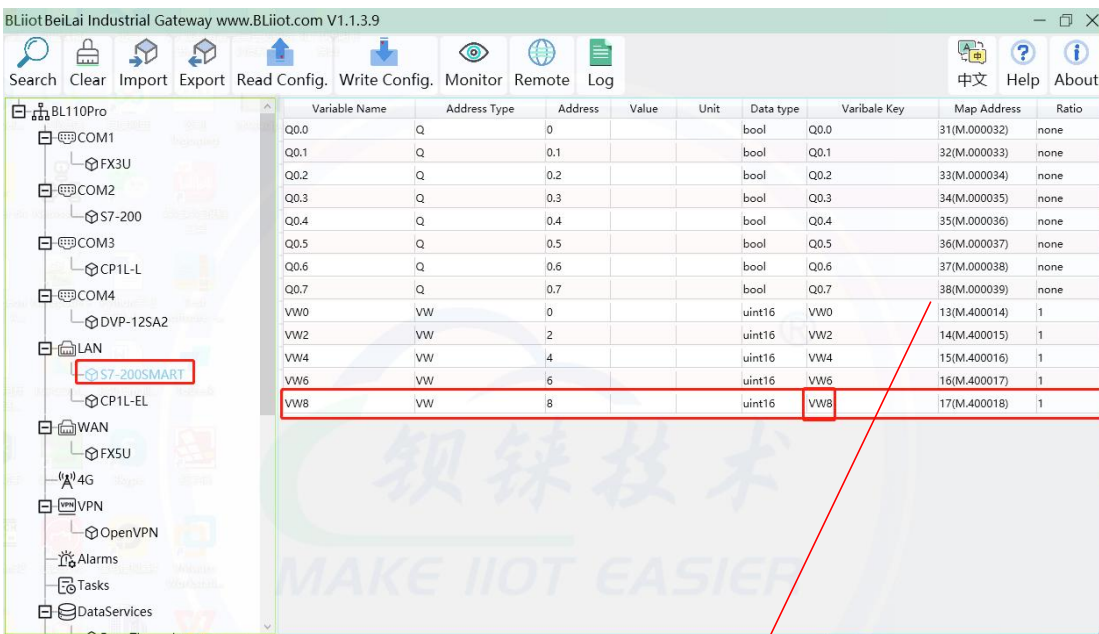 BLiiot BeiLai Industrial Gateway www.BLiiot.com V1.1.3.9
Search Clear Import Export Read Config. Write Config. Monitor Remote Log 中文 Help About
BL110Pro
COM1
FX3U
COM2
S7-200
COM3
CP1L-L
COM4
DVP-12SA2
LAN
S7-200SMART
CP1L-EL
WAN
FX5U
4G
VPN
OpenVPN
Alarms
Tasks
DataServices
Variable Name Address Type Address Value Unit Data type Varibale Key Map Address Ratio
Q0.0 Q 0 bool Q0.0 31(M.000032) none
Q0.1 Q 0.1 bool Q0.1 32(M.000033) none
Q0.2 Q 0.2 bool Q0.2 33(M.000034) none
Q0.3 Q 0.3 bool Q0.3 34(M.000035) none
Q0.4 Q 0.4 bool Q0.4 35(M.000036) none
Q0.5 Q 0.5 bool Q0.5 36(M.000037) none
Q0.6 Q 0.6 bool Q0.6 37(M.000038) none
Q0.7 Q 0.7 bool Q0.7 38(M.000039) none
VW0 VW 0 uint16 VW0 13(M.400014) 1
VW2 VW 2 uint16 VW2 14(M.400015) 1
VW4 VW 4 uint16 VW4 15(M.400016) 1
VW6 VW 6 uint16 VW6 16(M.400017) 1
VW8 VW 8 uint16 VW8 17(M.400018) 1
钡铼技术
MAKE IIOT EASIER